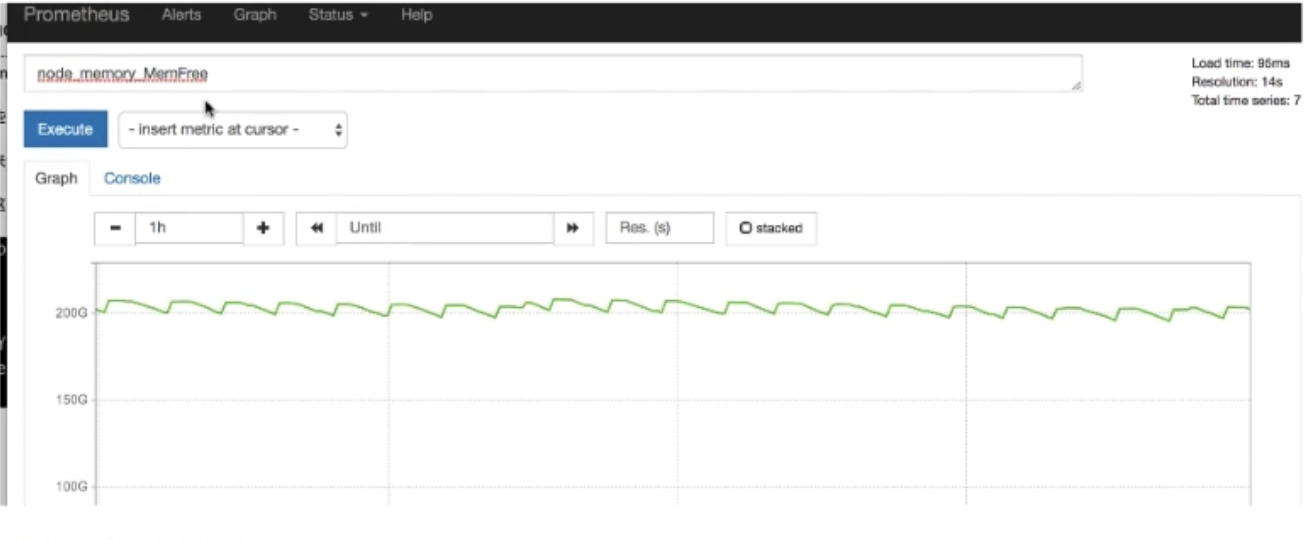 Prometheus Alerts Graph Status Help
node_memory_MemFree
Load time: 95ms
Resolution: 14s
Total time series: 7
Execute - insert metric at cursor -
Graph Console
1h Until Res. (s) stacked
200G
150G
100G